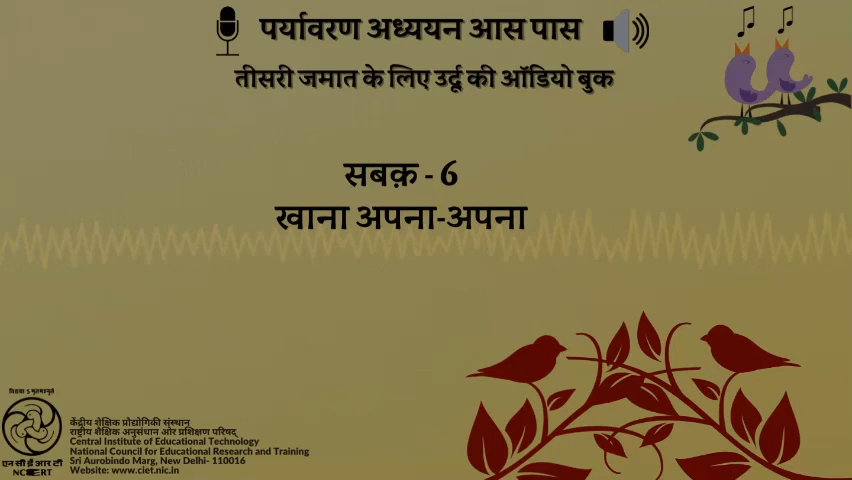 पर्यावरण अध्ययन आस पास
तीसरी जमात के लिए उर्दू की ऑडियो बुक
सबक़ - 6
खाना अपना-अपना
विद्यया ऽ मृतमश्नुते
एन सी ई आर टी
NCERT
केंद्रीय शैक्षिक प्रोद्योगिकी संस्थान
राष्ट्रीय शैक्षिक अनुसंधान और प्रशिक्षण परिषद्
Central Institute of Educational Technology
National Council for Educational Research and Training
Sri Aurobindo Marg, New Delhi- 110016
Website: www.ciet.nic.in